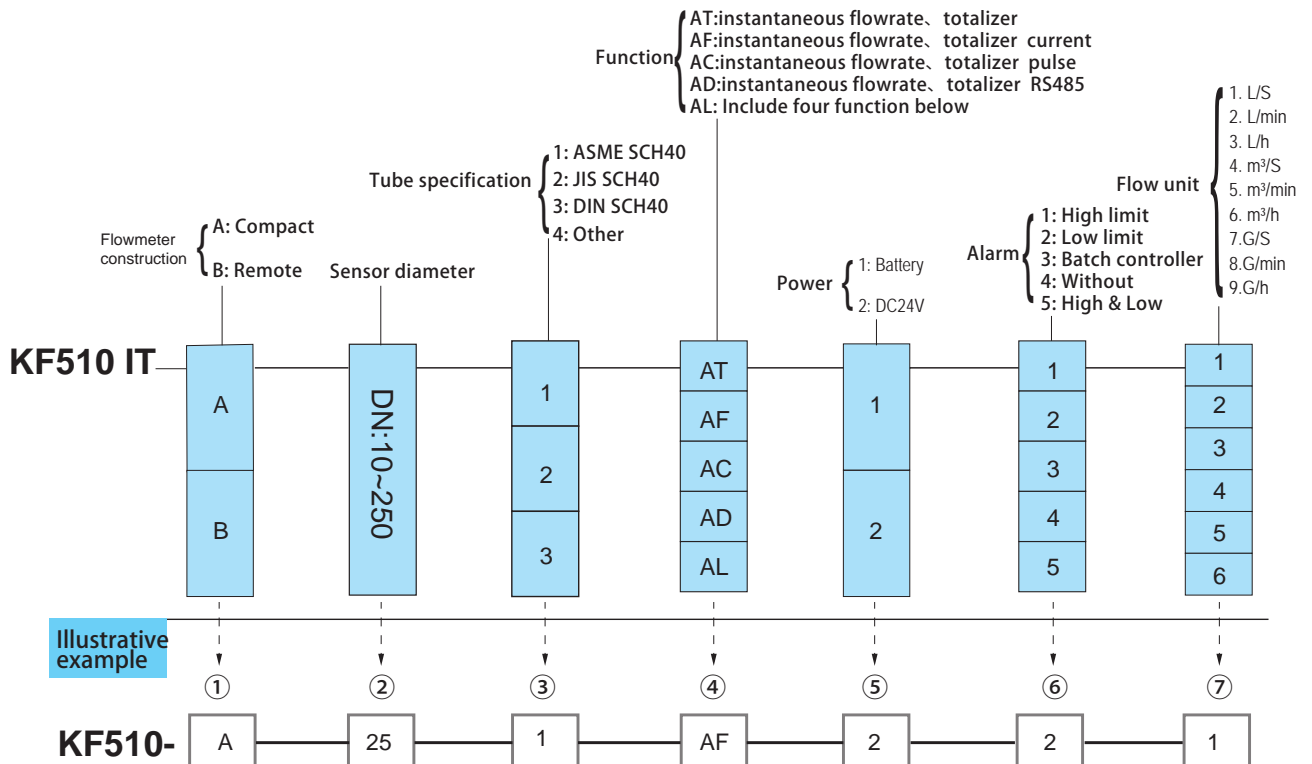 AT:instantaneous flowrate、totalizer
AF:instantaneous flowrate、totalizer current
Function
AC:instantaneous flowrate、totalizer pulse
AD:instantaneous flowrate、totalizer RS485
AL: Include four function below
1. L/S
2. L/min
3. L/h
4. m³/S
Flow unit
5. m³/min
6. m³/h
7.G/S
8.G/min
9.G/h
1: ASME SCH40
Tube specification
2: JIS SCH40
3: DIN SCH40
4: Other
Flowmeter
construction
A: Compact
B: Remote
Sensor diameter
Power
1: Battery
2: DC24V
1: High limit
2: Low limit
Alarm
3: Batch controller
4: Without
5: High & Low
KF510 IT
A
B
DN:10~250
1
2
3
AT
AF
AC
AD
AL
1
2
1
2
3
4
5
1
2
3
4
5
6
Illustrative
example
① ② ③ ④ ⑤ ⑥ ⑦
KF510- A 25 1 AF 2 2 1